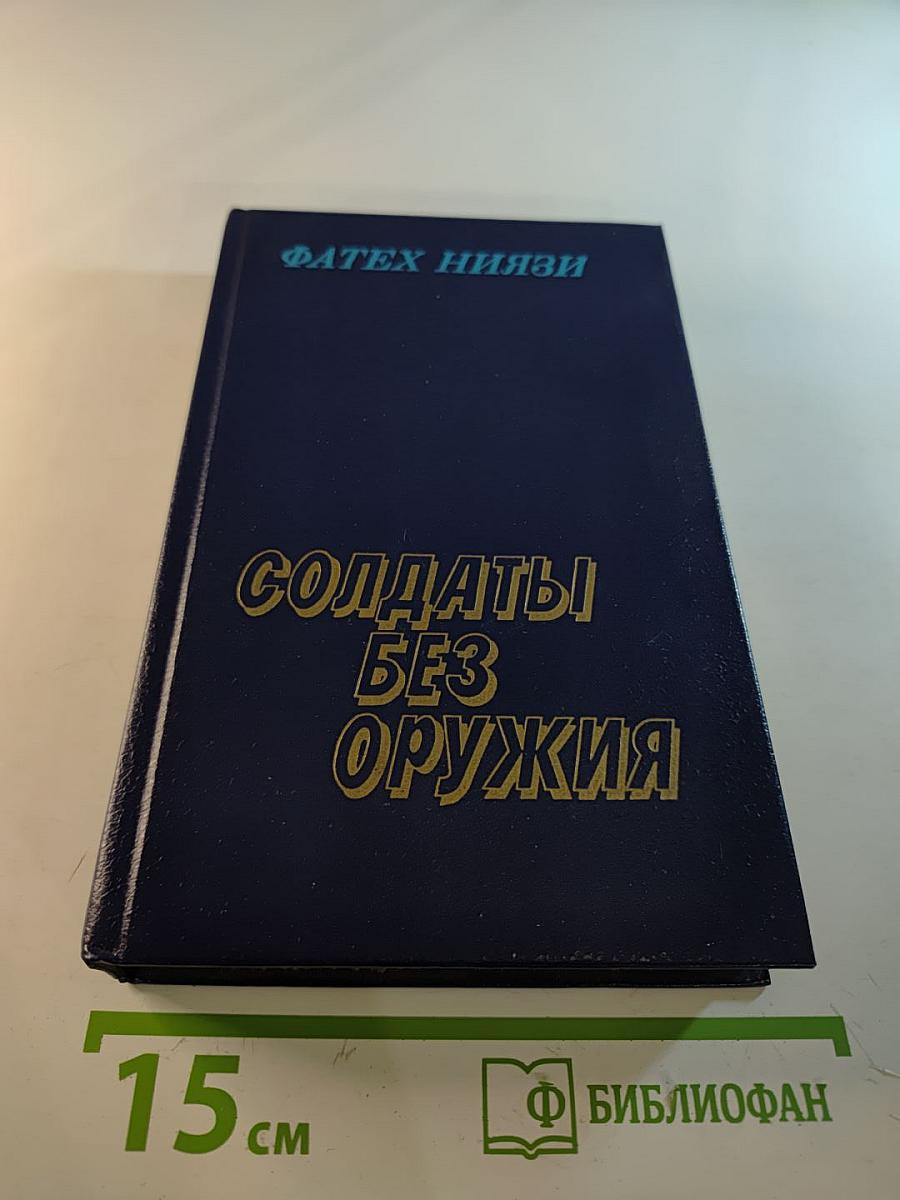 ФАТЕХ НИЯЗИ
СОЛДАТЫ
БЕЗ
ОРУЖИЯ
15 см
Ф БИБЛИОФАН